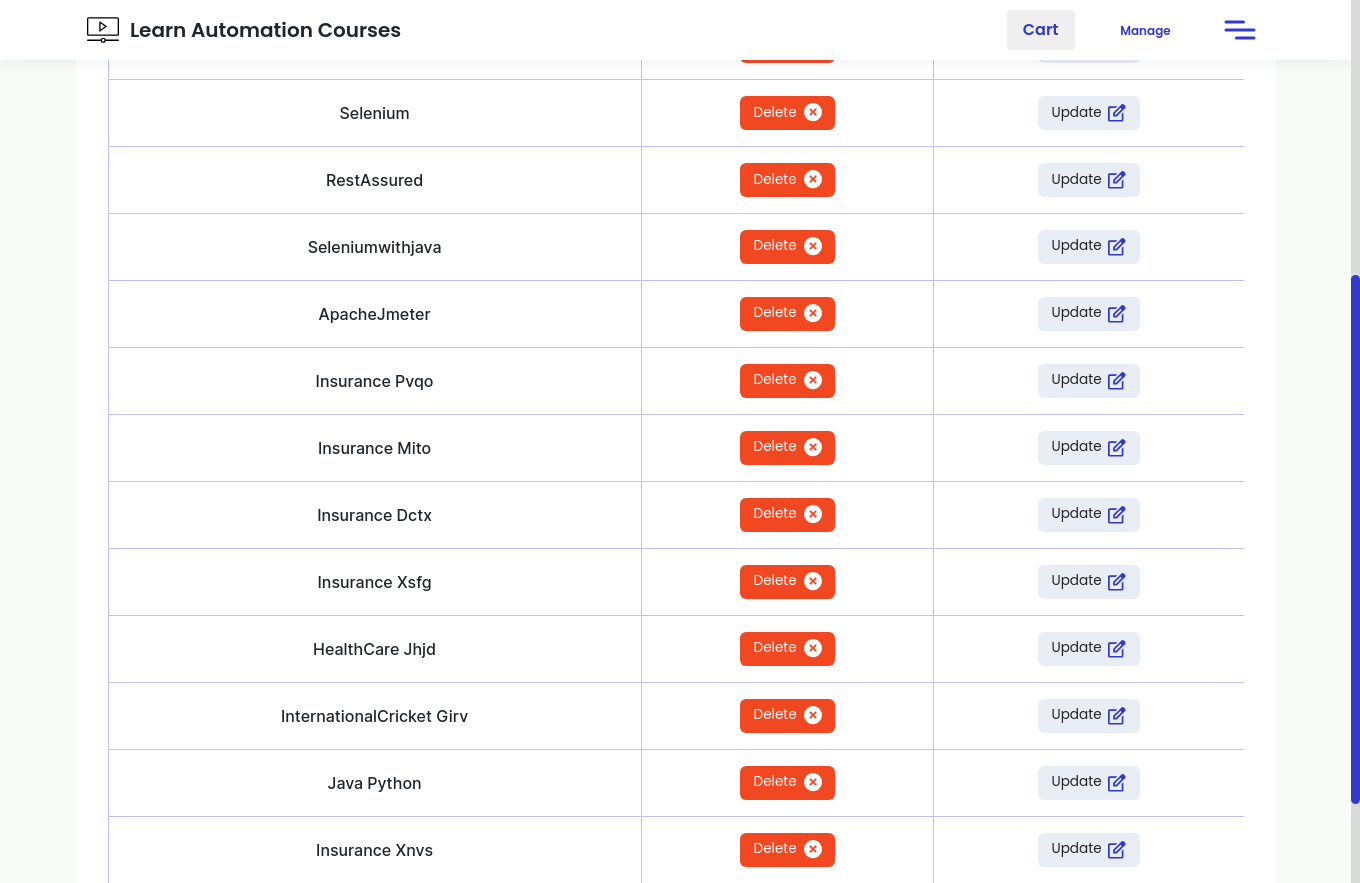 Learn Automation Courses Cart Manage
Selenium Delete Update
RestAssured Delete Update
Seleniumwithjava Delete Update
ApacheJmeter Delete Update
Insurance Pvqo Delete Update
Insurance Mito Delete Update
Insurance Dctx Delete Update
Insurance Xsfg Delete Update
HealthCare Jhjd Delete Update
InternationalCricket Girv Delete Update
Java Python Delete Update
Insurance Xnvs Delete Update